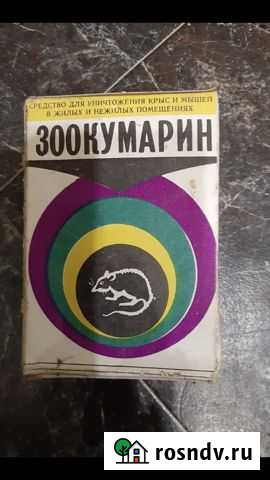 СРЕДСТВО ДЛЯ УНИЧТОЖЕНИЯ КРЫС И МЫШЕЙ
В ЖИЛЫХ И НЕЖИЛЫХ ПОМЕЩЕНИЯХ
ЗООКУМАРИН
rosndv.ru